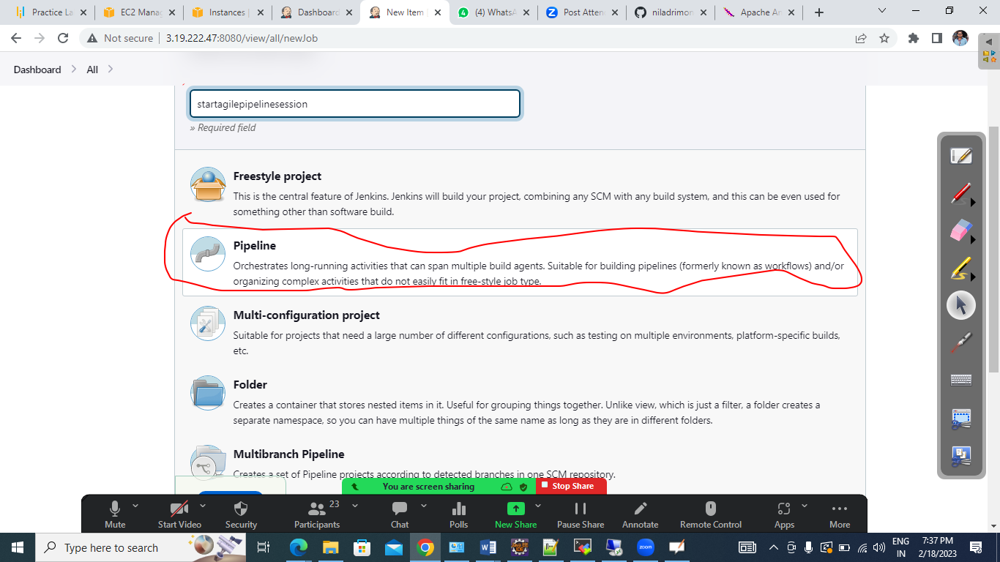 Practice La
EC2 Manag
Instances |
Dashboard
New Item
(4) WhatsA
Post Atten
niladrimon
Apache An
Not secure
3.19.222.47:8080/view/all/newJob
Dashboard
All
startagilepipelinesession
» Required field
Freestyle project
This is the central feature of Jenkins. Jenkins will build your project, combining any SCM with any build system, and this can be even used for
something other than software build.
Pipeline
Orchestrates long-running activities that can span multiple build agents. Suitable for building pipelines (formerly known as workflows) and/or
organizing complex activities that do not easily fit in free-style job type.
Multi-configuration project
Suitable for projects that need a large number of different configurations, such as testing on multiple environments, platform-specific builds,
etc.
Folder
Creates a container that stores nested items in it. Useful for grouping things together. Unlike view, which is just a filter, a folder creates a
separate namespace, so you can have multiple things of the same name as long as they are in different folders.
Multibranch Pipeline
Creates a set of Pipeline projects according to detected branches in one SCM repository.
You are screen sharing
Stop Share
Mute
Start Video
Security
Participants
23
Chat
Polls
New Share
Pause Share
Annotate
Remote Control
Apps
More
Type here to search
zoom
ENG
IN
7:37 PM
2/18/2023